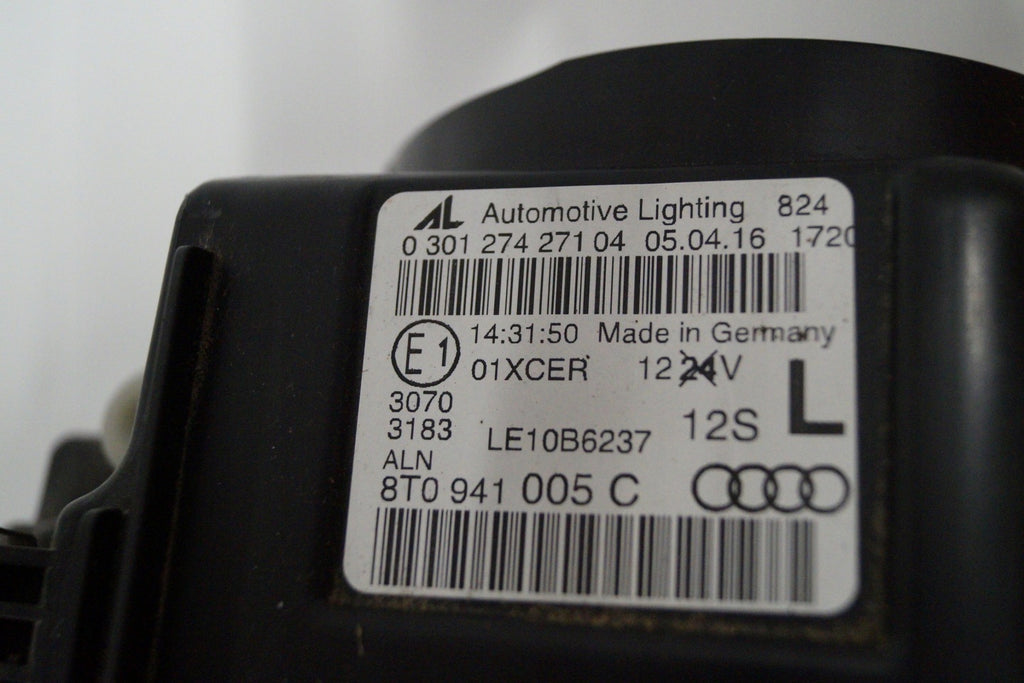 AL Automotive Lighting 824
0 301 274 271 04 05.04.16 1720
E1 14:31:50 Made in Germany
01XCER 12 24V L
3070
3183 LE10B6237 12S
ALN
8T0 941 005 C